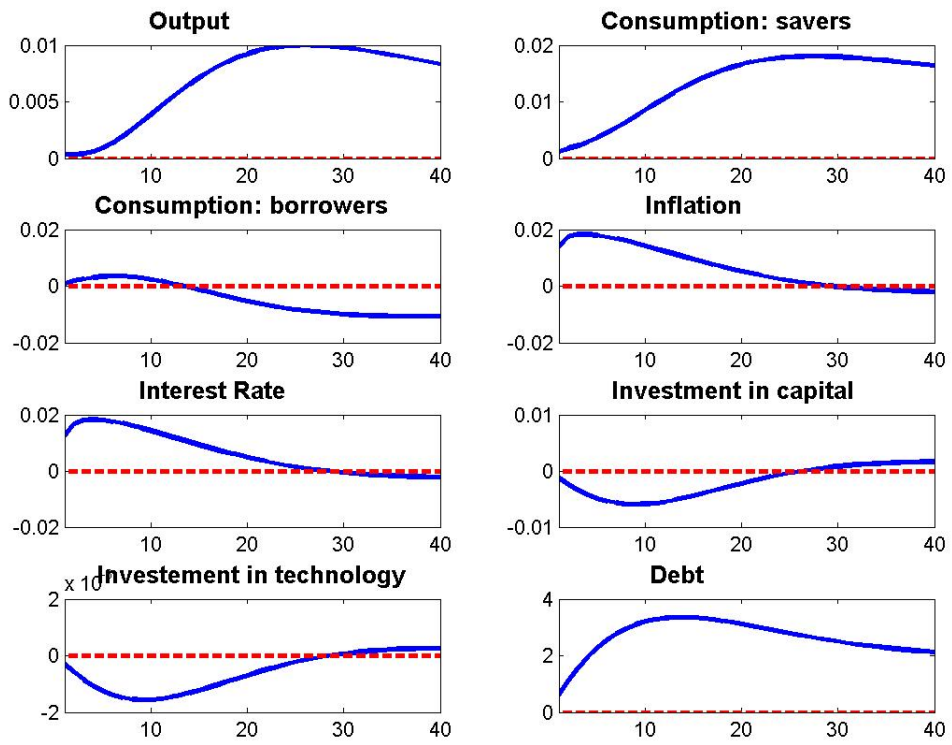 Output
0.01
0.005
0
10 20 30 40
Consumption: savers
0.02
0.01
0
10 20 30 40
Consumption: borrowers
0.02
0
-0.02
10 20 30 40
Inflation
0.02
0
-0.02
10 20 30 40
Interest Rate
0.02
0
-0.02
10 20 30 40
Investment in capital
0.01
0
-0.01
10 20 30 40
Investement in technology
x 10
2
0
-2
10 20 30 40
Debt
4
2
0
10 20 30 40